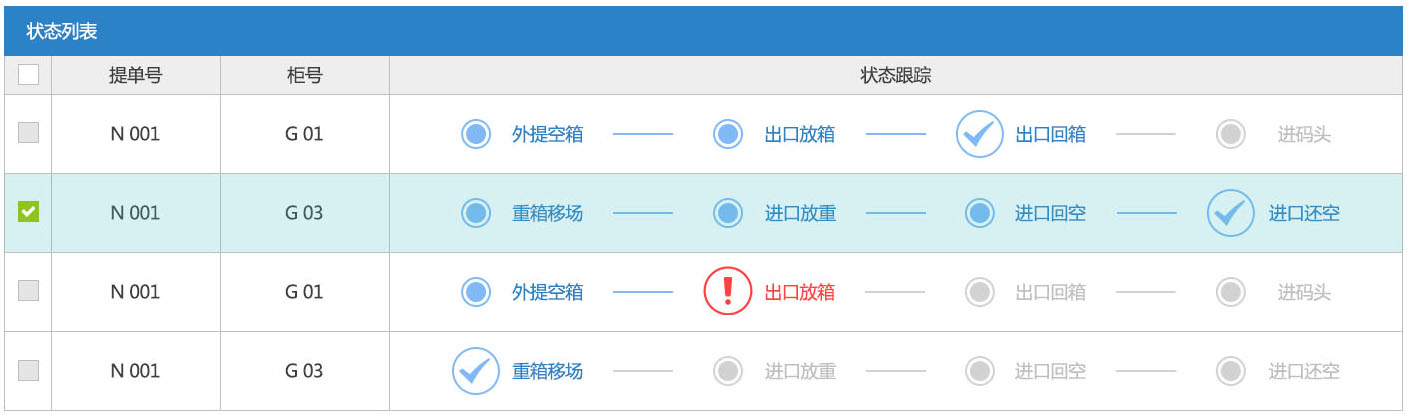 状态列表
提单号 柜号 状态跟踪
N 001 G 01 外提空箱 出口放箱 出口回箱 进码头
N 001 G 03 重箱移场 进口放重 进口回空 进口还空
N 001 G 01 外提空箱 出口放箱 出口回箱 进码头
N 001 G 03 重箱移场 进口放重 进口回空 进口还空